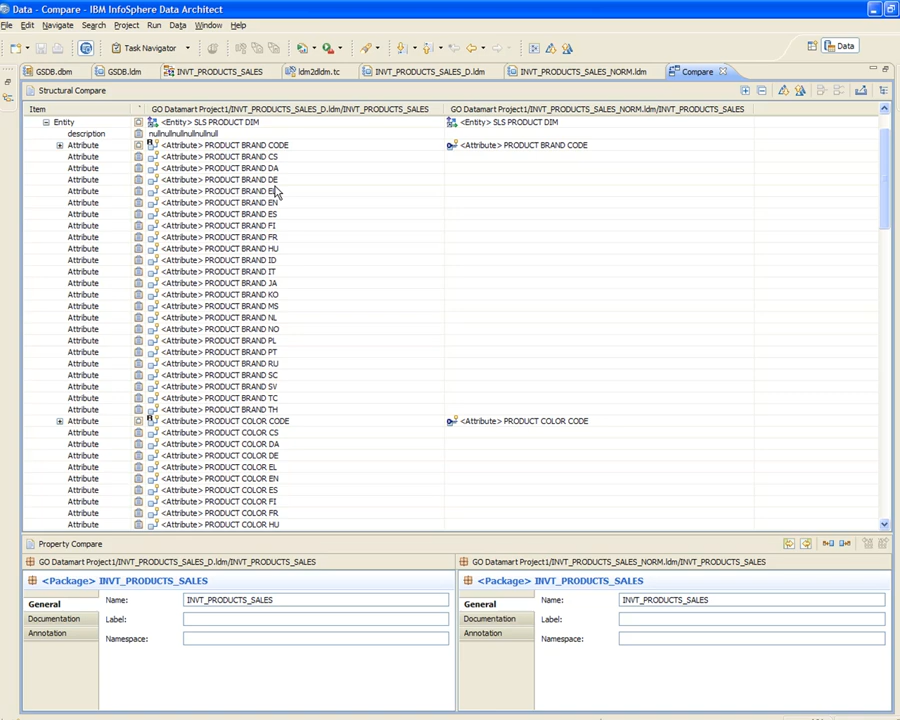 Data - Compare - IBM InfoSphere Data Architect
File Edit Navigate Search Project Run Data Window Help
Task Navigator Data
GSDB.dbm GSDB.ldm INVT_PRODUCTS_SALES ldm2dldm.tc INVT_PRODUCTS_SALES_D.ldm INVT_PRODUCTS_SALES_NORM.ldm Compare
Structural Compare
Item GO Datamart Project1/INVT_PRODUCTS_SALES_D.ldm/INVT_PRODUCTS_SALES GO Datamart Project1/INVT_PRODUCTS_SALES_NORM.ldm/INVT_PRODUCTS_SALES
Entity <Entity> SLS PRODUCT DIM <Entity> SLS PRODUCT DIM
description nullnullnullnullnullnull
Attribute <Attribute> PRODUCT BRAND CODE <Attribute> PRODUCT BRAND CODE
Attribute <Attribute> PRODUCT BRAND CS
Attribute <Attribute> PRODUCT BRAND DA
Attribute <Attribute> PRODUCT BRAND DE
Attribute <Attribute> PRODUCT BRAND
Attribute <Attribute> PRODUCT BRAND EN
Attribute <Attribute> PRODUCT BRAND ES
Attribute <Attribute> PRODUCT BRAND FI
Attribute <Attribute> PRODUCT BRAND FR
Attribute <Attribute> PRODUCT BRAND HU
Attribute <Attribute> PRODUCT BRAND ID
Attribute <Attribute> PRODUCT BRAND IT
Attribute <Attribute> PRODUCT BRAND JA
Attribute <Attribute> PRODUCT BRAND KO
Attribute <Attribute> PRODUCT BRAND MS
Attribute <Attribute> PRODUCT BRAND NL
Attribute <Attribute> PRODUCT BRAND NO
Attribute <Attribute> PRODUCT BRAND PL
Attribute <Attribute> PRODUCT BRAND PT
Attribute <Attribute> PRODUCT BRAND RU
Attribute <Attribute> PRODUCT BRAND SC
Attribute <Attribute> PRODUCT BRAND SV
Attribute <Attribute> PRODUCT BRAND TC
Attribute <Attribute> PRODUCT BRAND TH
Attribute <Attribute> PRODUCT COLOR CODE <Attribute> PRODUCT COLOR CODE
Attribute <Attribute> PRODUCT COLOR CS
Attribute <Attribute> PRODUCT COLOR DA
Attribute <Attribute> PRODUCT COLOR DE
Attribute <Attribute> PRODUCT COLOR EL
Attribute <Attribute> PRODUCT COLOR EN
Attribute <Attribute> PRODUCT COLOR ES
Attribute <Attribute> PRODUCT COLOR FI
Attribute <Attribute> PRODUCT COLOR FR
Attribute <Attribute> PRODUCT COLOR HU
Property Compare
GO Datamart Project1/INVT_PRODUCTS_SALES_D.ldm/INVT_PRODUCTS_SALES GO Datamart Project1/INVT_PRODUCTS_SALES_NORM.ldm/INVT_PRODUCTS_SALES
<Package> INVT_PRODUCTS_SALES <Package> INVT_PRODUCTS_SALES
General Name: INVT_PRODUCTS_SALES General Name: INVT_PRODUCTS_SALES
Documentation Label: Documentation Label:
Annotation Namespace: Annotation Namespace: